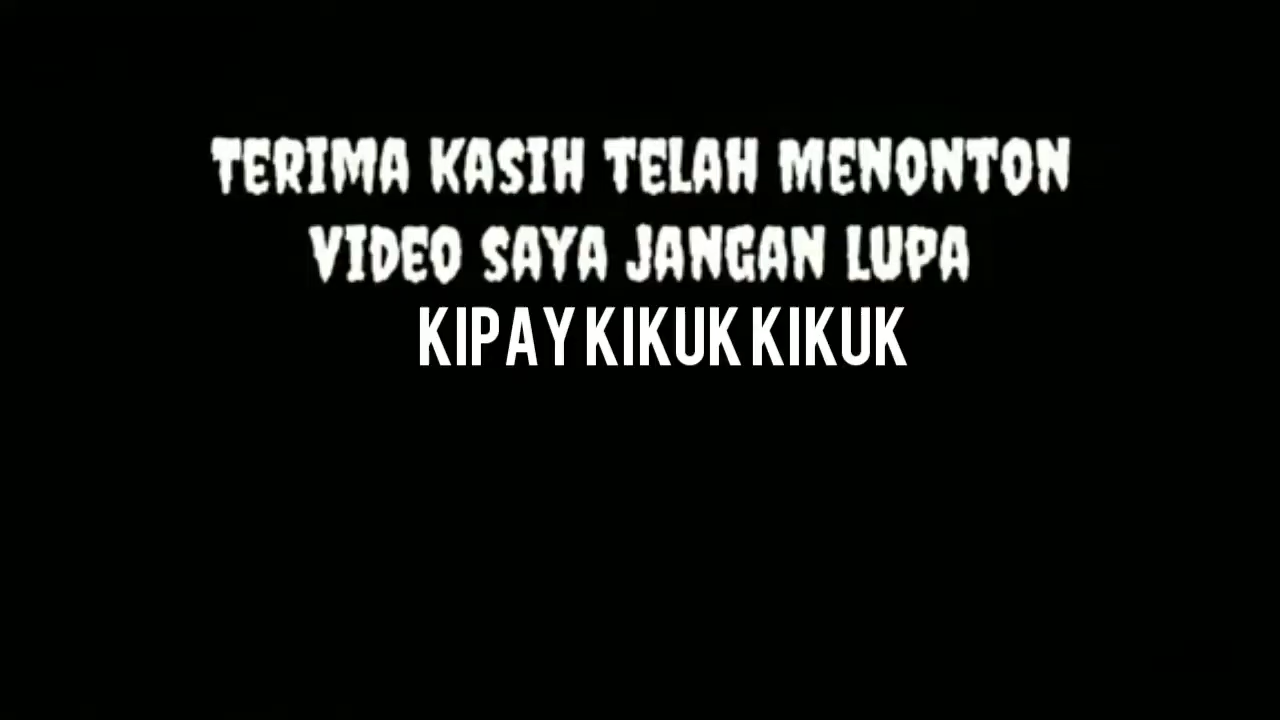 TERIMA KASIH TELAH MENONTON
VIDEO SAYA JANGAN LUPA
KIPAY KIKUK KIKUK